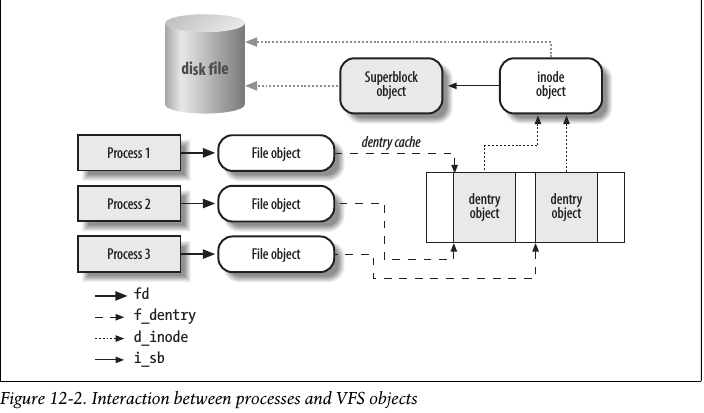 disk file
Superblock
object
inode
object
Process 1
File object
dentry cache
Process 2
File object
dentry
object
dentry
object
Process 3
File object
fd
f_dentry
d_inode
i_sb
Figure 12-2. Interaction between processes and VFS objects